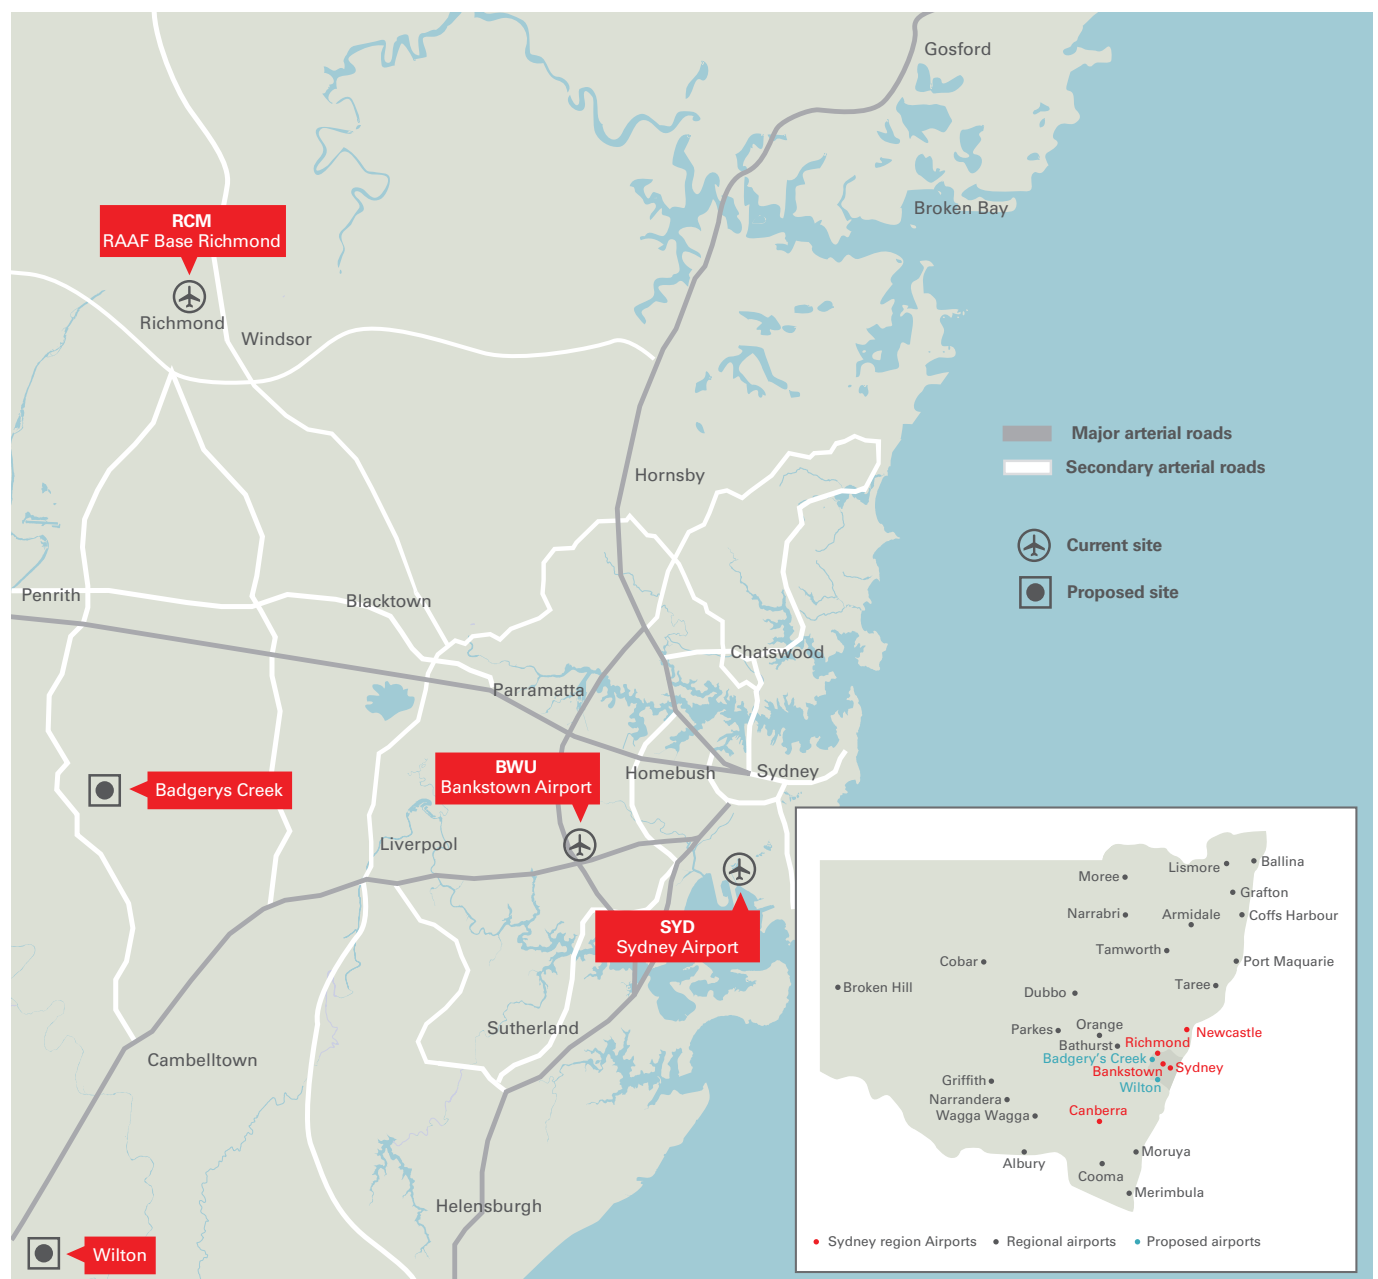 Gosford
Broken Bay
RCM
RAAF Base Richmond
Richmond
Windsor
Major arterial roads
Secondary arterial roads
Hornsby
Current site
Proposed site
Penrith
Blacktown
Chatswood
Parramatta
BWU
Bankstown Airport
Homebush
Sydney
Badgerys Creek
Liverpool
SYD
Sydney Airport
Sutherland
Cambelltown
Helensburgh
Wilton
Ballina
Lismore
Moree
Grafton
Narrabri
Armidale
Coffs Harbour
Tamworth
Cobar
Port Maquarie
Broken Hill
Dubbo
Taree
Parkes
Orange
Newcastle
Bathurst
Richmond
Badgery's Creek
Bankstown
Sydney
Griffith
Wilton
Narrandera
Wagga Wagga
Canberra
Albury
Moruya
Cooma
Merimbula
Sydney region Airports
Regional airports
Proposed airports